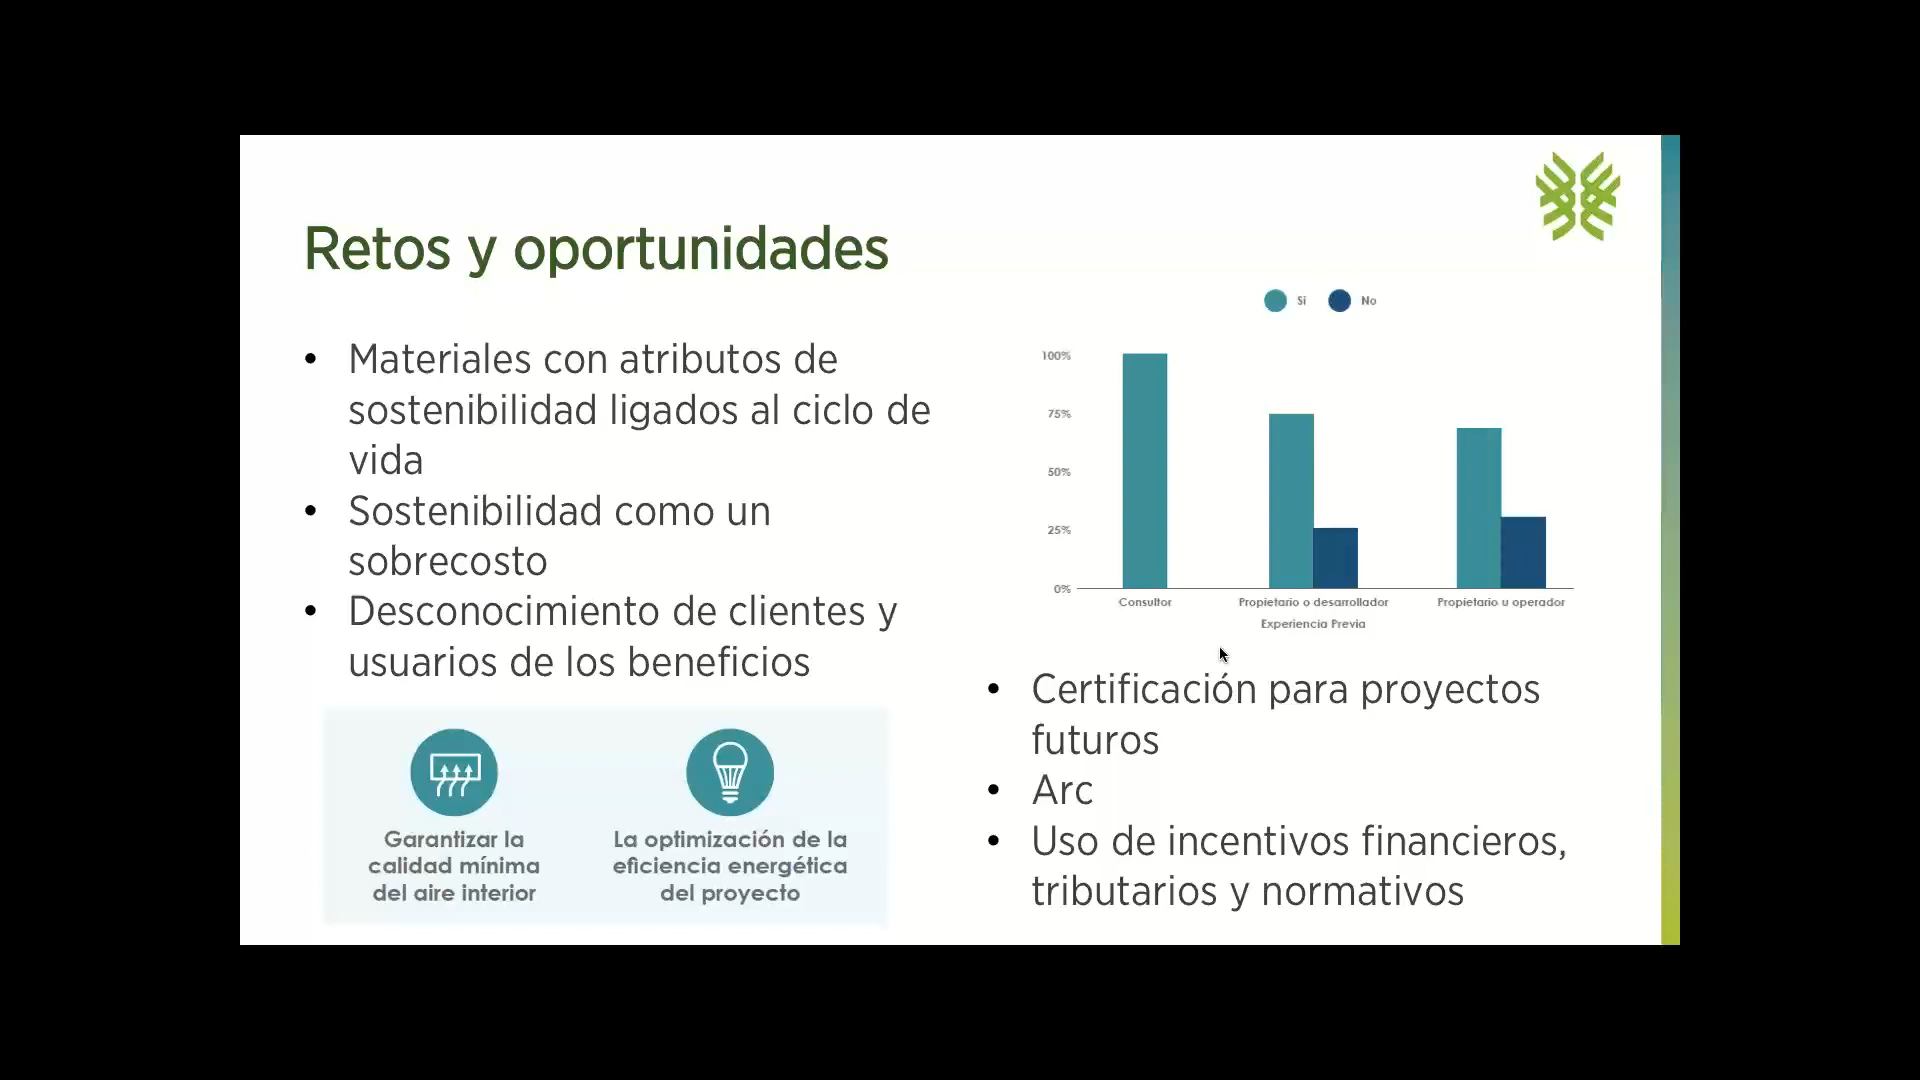 Retos y oportunidades
• Materiales con atributos de
sostenibilidad ligados al ciclo de
vida
• Sostenibilidad como un
sobrecosto
• Desconocimiento de clientes y
usuarios de los beneficios
Garantizar la
calidad mínima
del aire interior
La optimización de la
eficiencia energética
del proyecto
Si No
100%
75%
50%
25%
0%
Consultor Propietario o desarrollador Propietario u operador
Experiencia Previa
• Certificación para proyectos
futuros
• Arc
• Uso de incentivos financieros,
tributarios y normativos